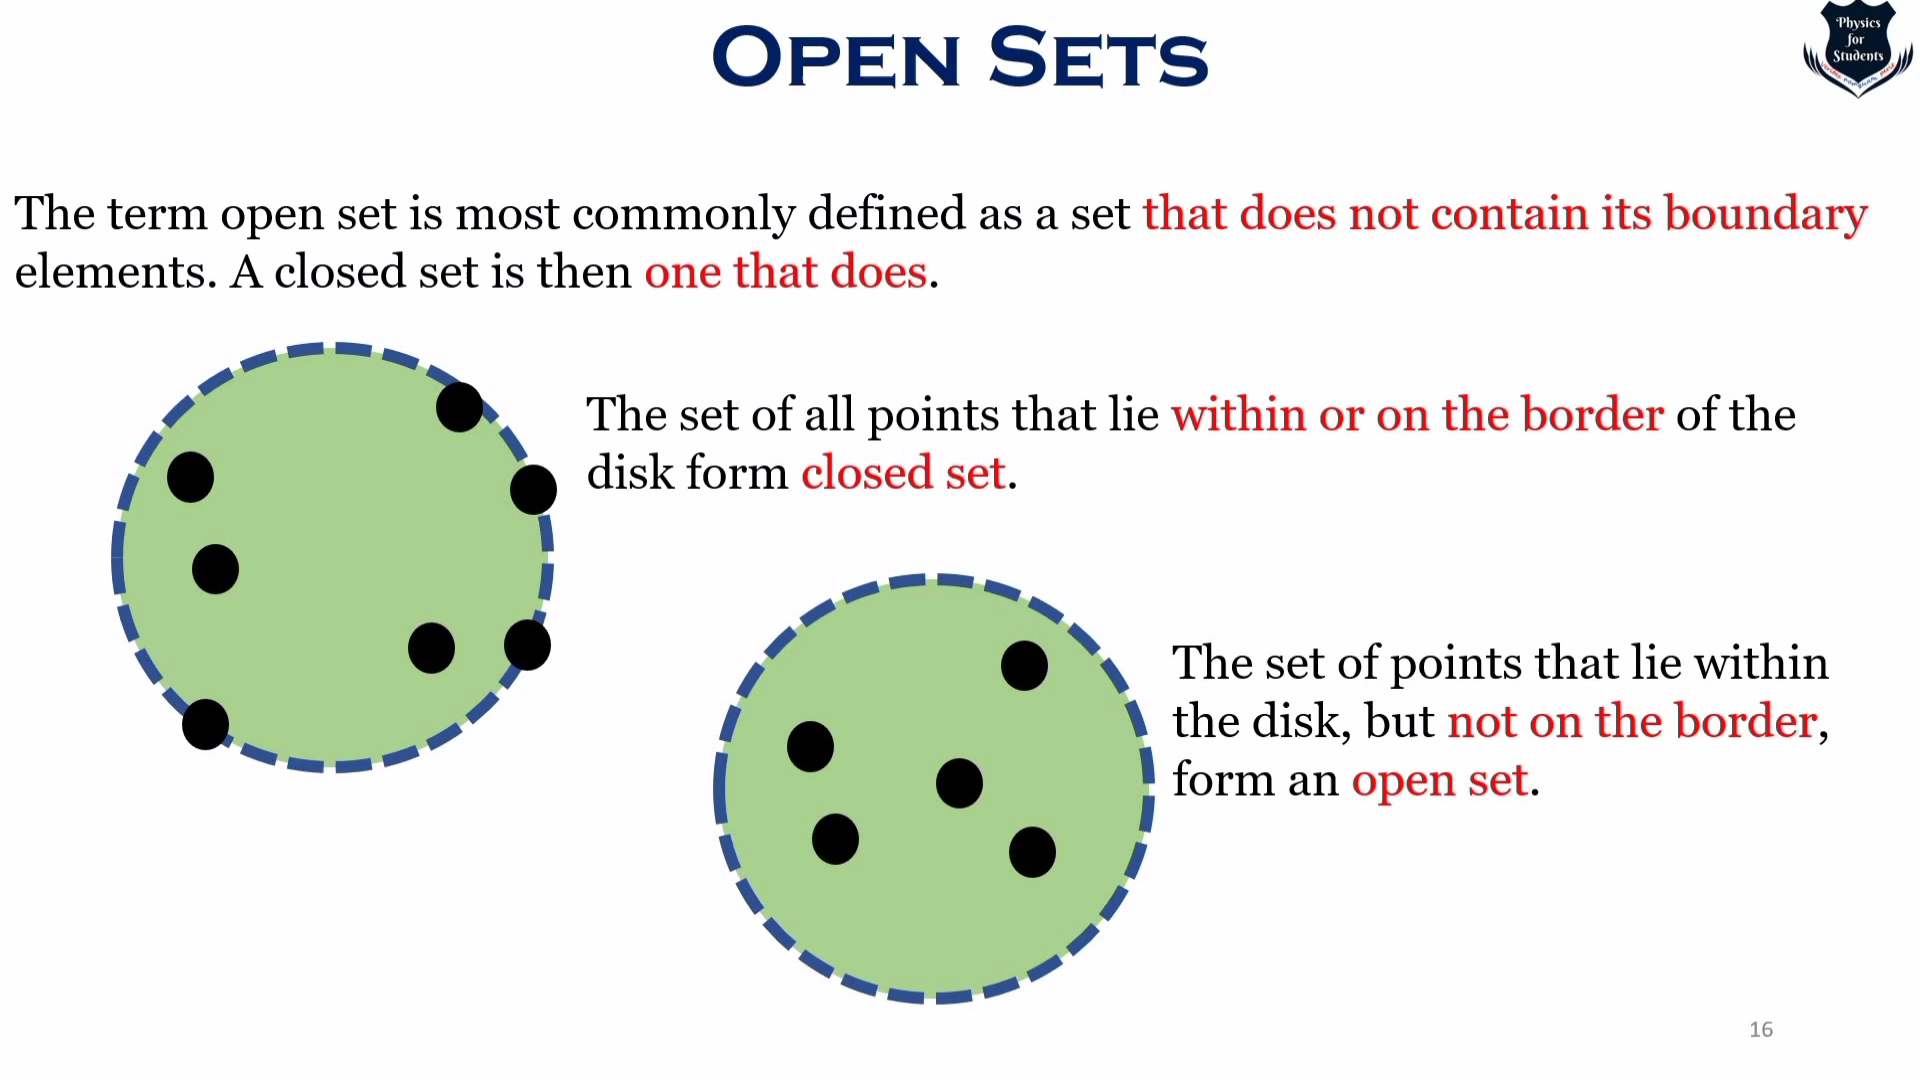 OPEN SETS
Physics
for
Students
The term open set is most commonly defined as a set that does not contain its boundary
elements. A closed set is then one that does.
The set of all points that lie within or on the border of the
disk form closed set.
The set of points that lie within
the disk, but not on the border,
form an open set.
16